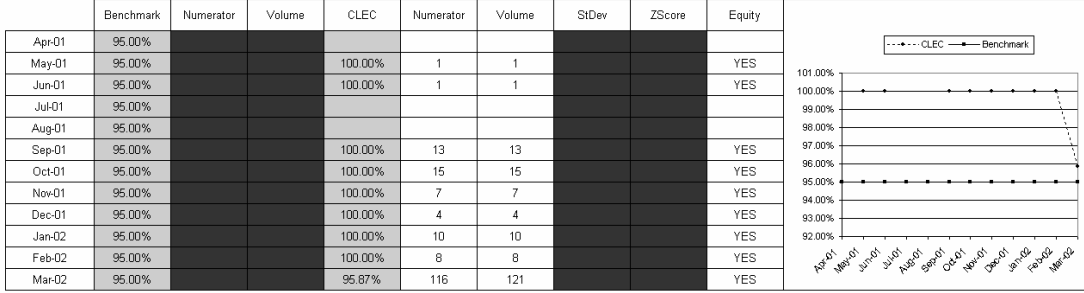 Benchmark Numerator Volume CLEC Numerator Volume StDev ZScore Equity
Apr-01 95.00%
May-01 95.00% 100.00% 1 1 YES
Jun-01 95.00% 100.00% 1 1 YES
Jul-01 95.00%
Aug-01 95.00%
Sep-01 95.00% 100.00% 13 13 YES
Oct-01 95.00% 100.00% 15 15 YES
Nov-01 95.00% 100.00% 7 7 YES
Dec-01 95.00% 100.00% 4 4 YES
Jan-02 95.00% 100.00% 10 10 YES
Feb-02 95.00% 100.00% 8 8 YES
Mar-02 95.00% 95.87% 116 121 YES
CLEC Benchmark
101.00%
100.00%
99.00%
98.00%
97.00%
96.00%
95.00%
94.00%
93.00%
92.00%
Apr-01 May-01 Jun-01 Jul-01 Aug-01 Sep-01 Oct-01 Nov-01 Dec-01 Jan-02 Feb-02 Mar-02